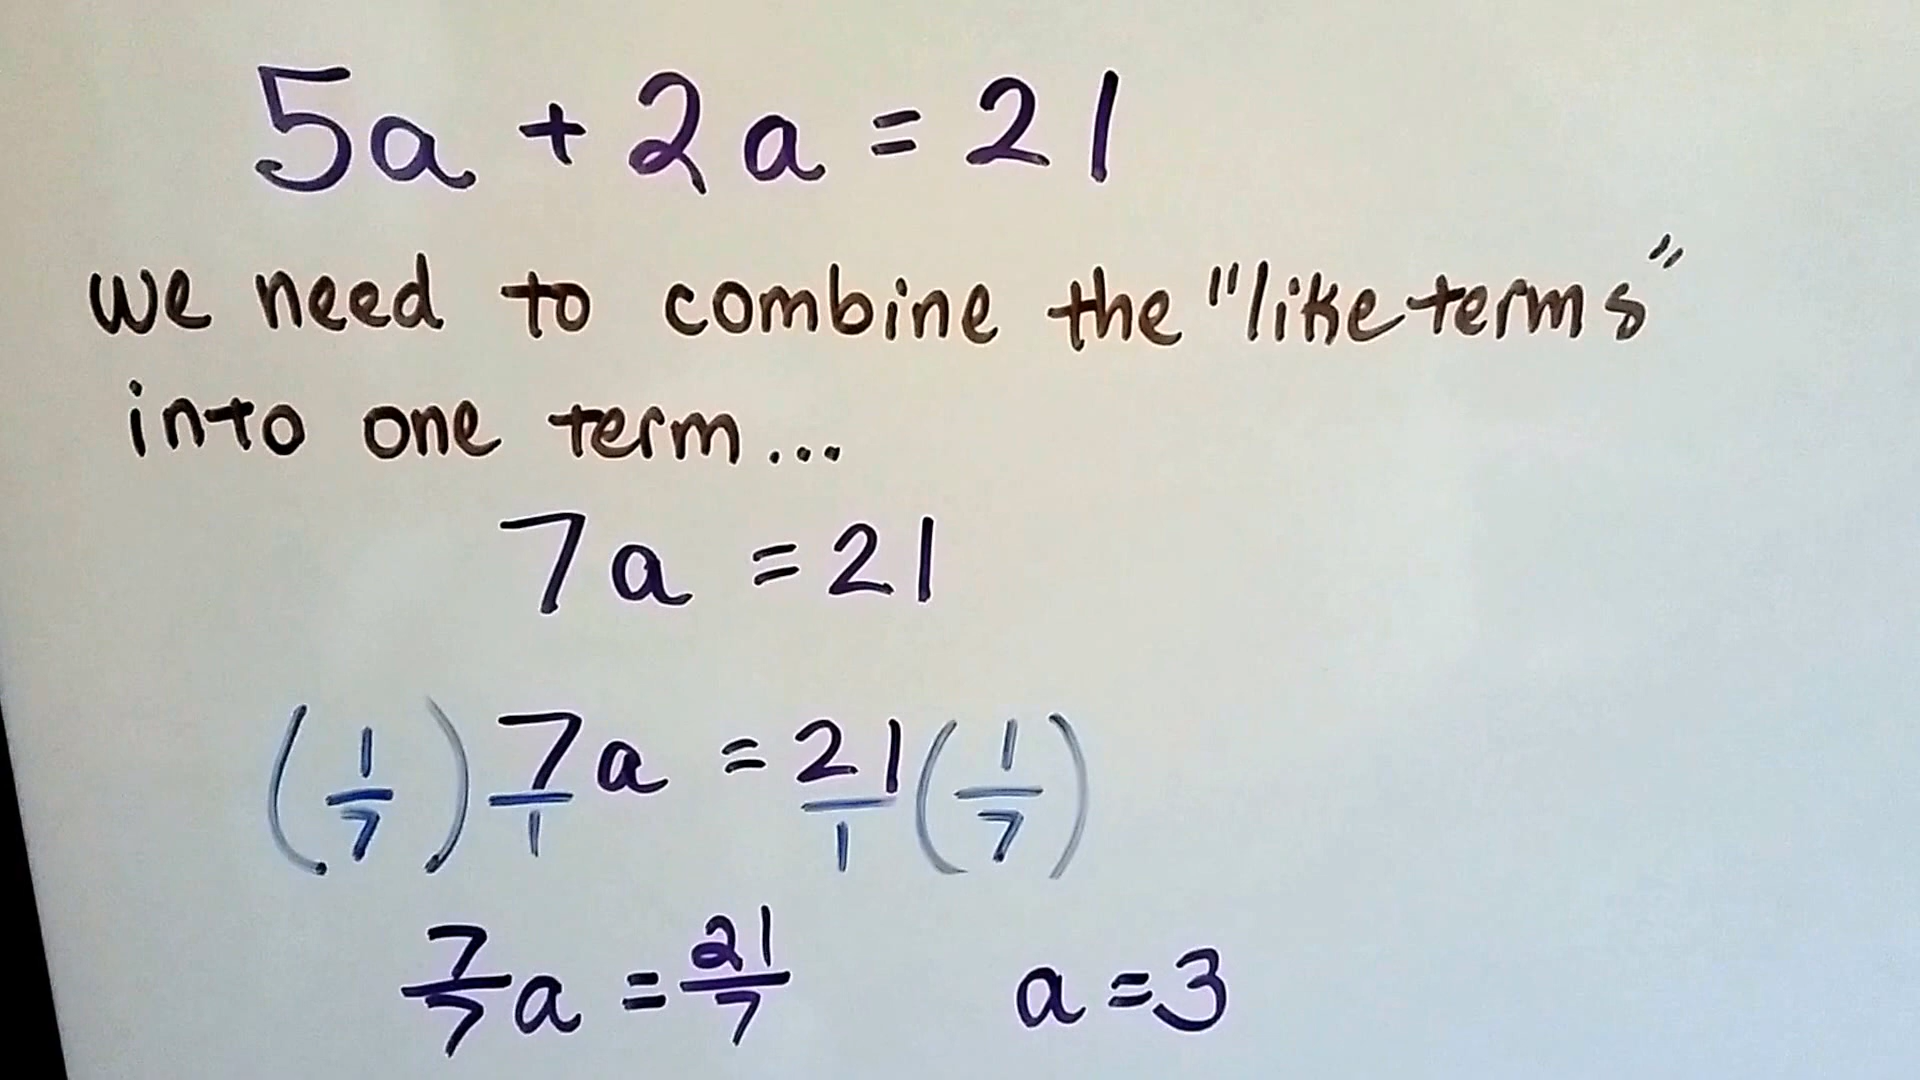 5a + 2a = 21
we need to combine the "like terms"
into one term...
7a = 21
(1/7) 7/1 a = 21/1 (1/7)
7/7 a = 21/7 a = 3